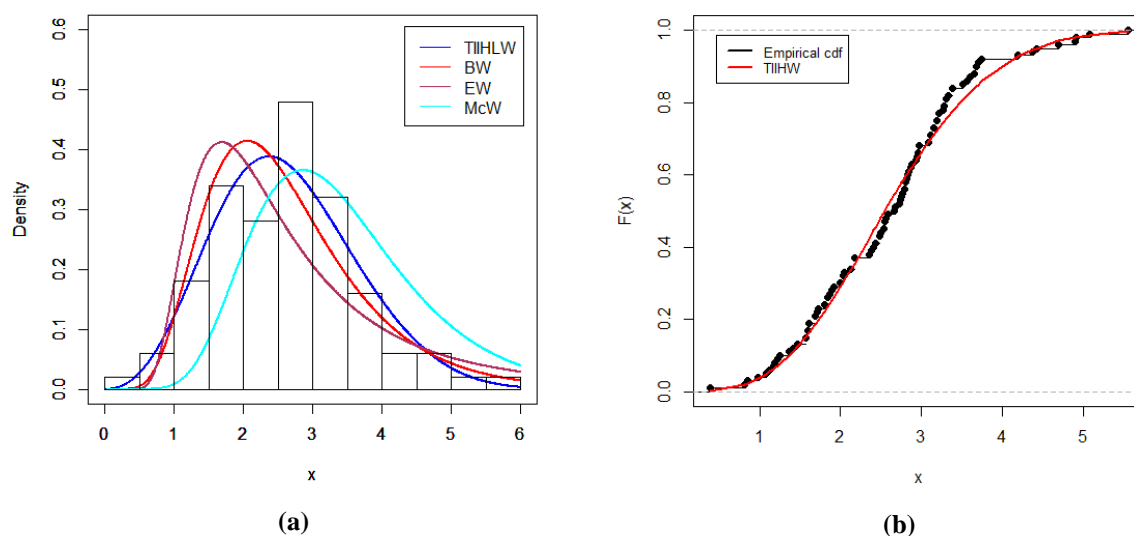 0.6
0.5
0.4
0.3
0.2
0.1
0.0
Density
TIIHLW
BW
EW
McW
0 1 2 3 4 5 6
x
(a)
1.0
0.8
0.6
0.4
0.2
0.0
F(x)
Empirical cdf
TIIHW
1 2 3 4 5
x
(b)